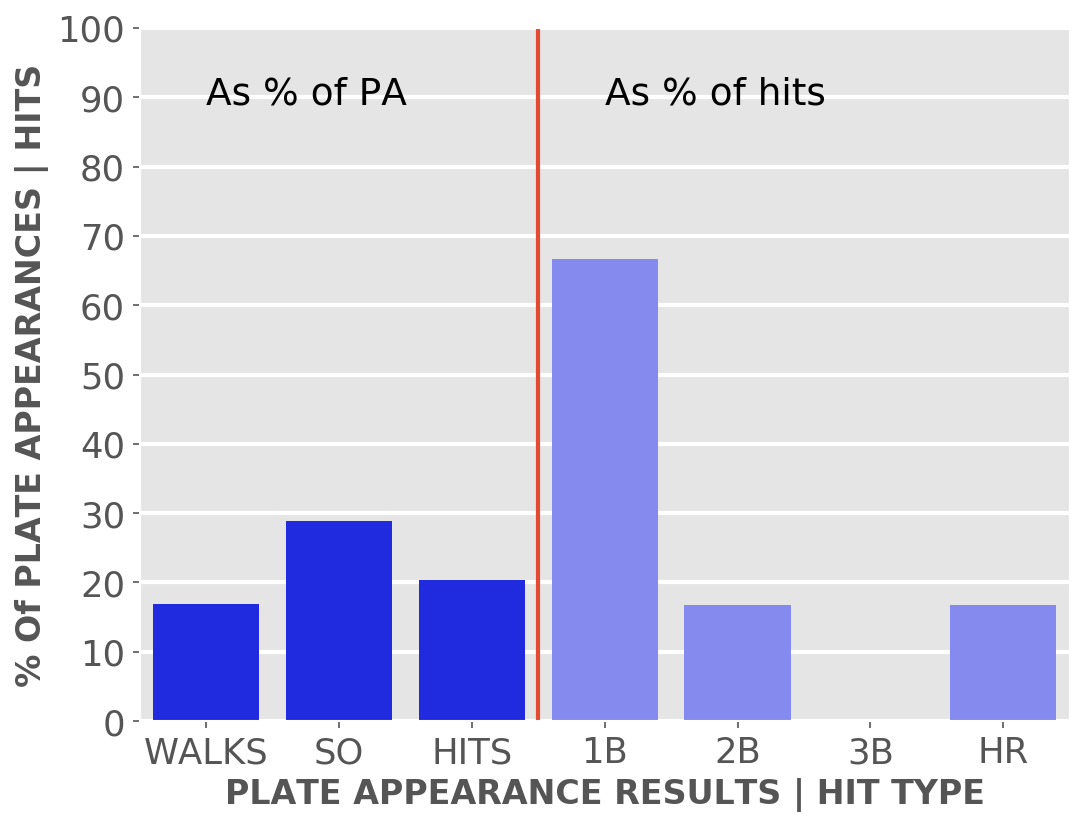 % Of PLATE APPEARANCES | HITS
100
90
80
70
60
50
40
30
20
10
0
As % of PA
As % of hits
WALKS SO HITS 1B 2B 3B HR
PLATE APPEARANCE RESULTS | HIT TYPE